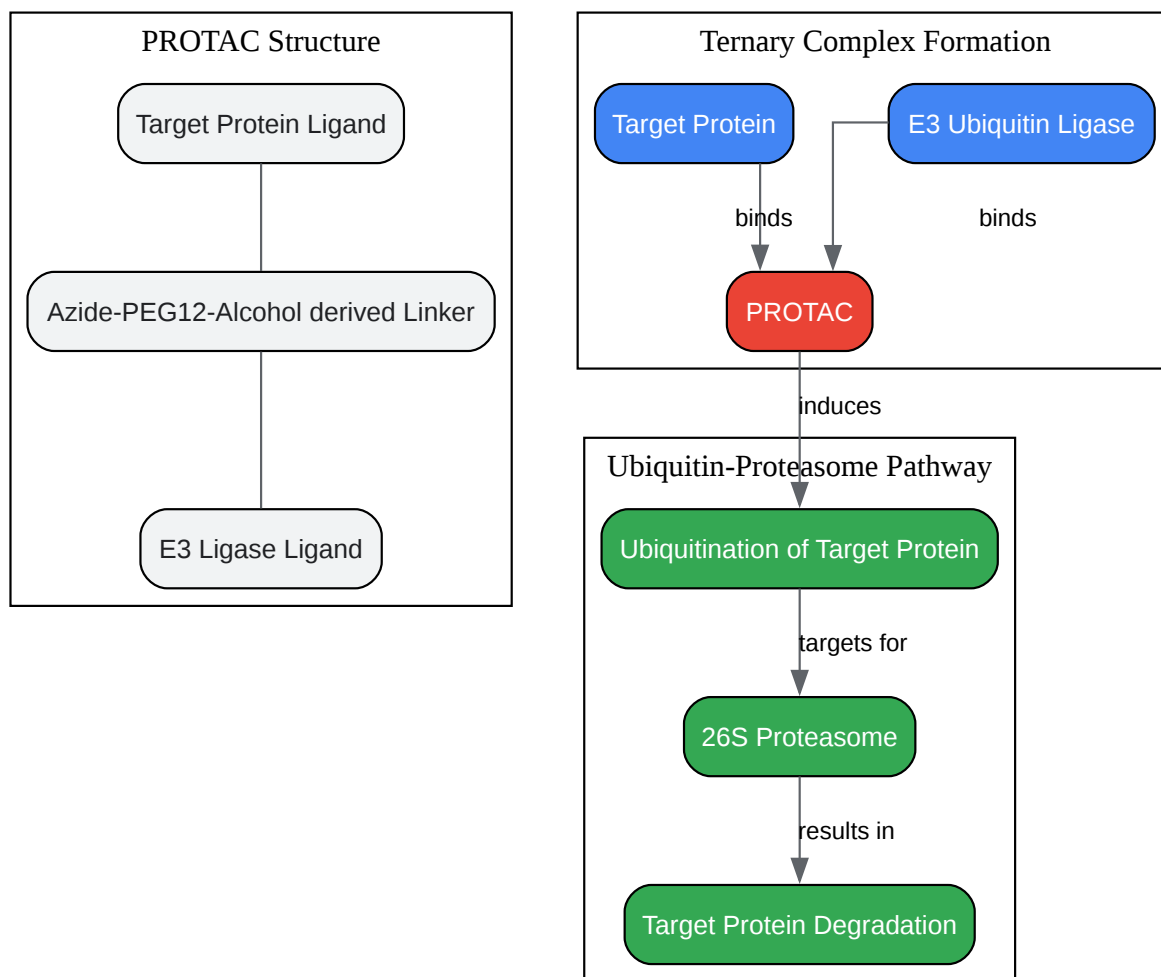 PROTAC Structure
Target Protein Ligand
Azide-PEG12-Alcohol derived Linker
E3 Ligase Ligand
Ternary Complex Formation
Target Protein
E3 Ubiquitin Ligase
binds
binds
PROTAC
induces
Ubiquitin-Proteasome Pathway
Ubiquitination of Target Protein
targets for
26S Proteasome
results in
Target Protein Degradation